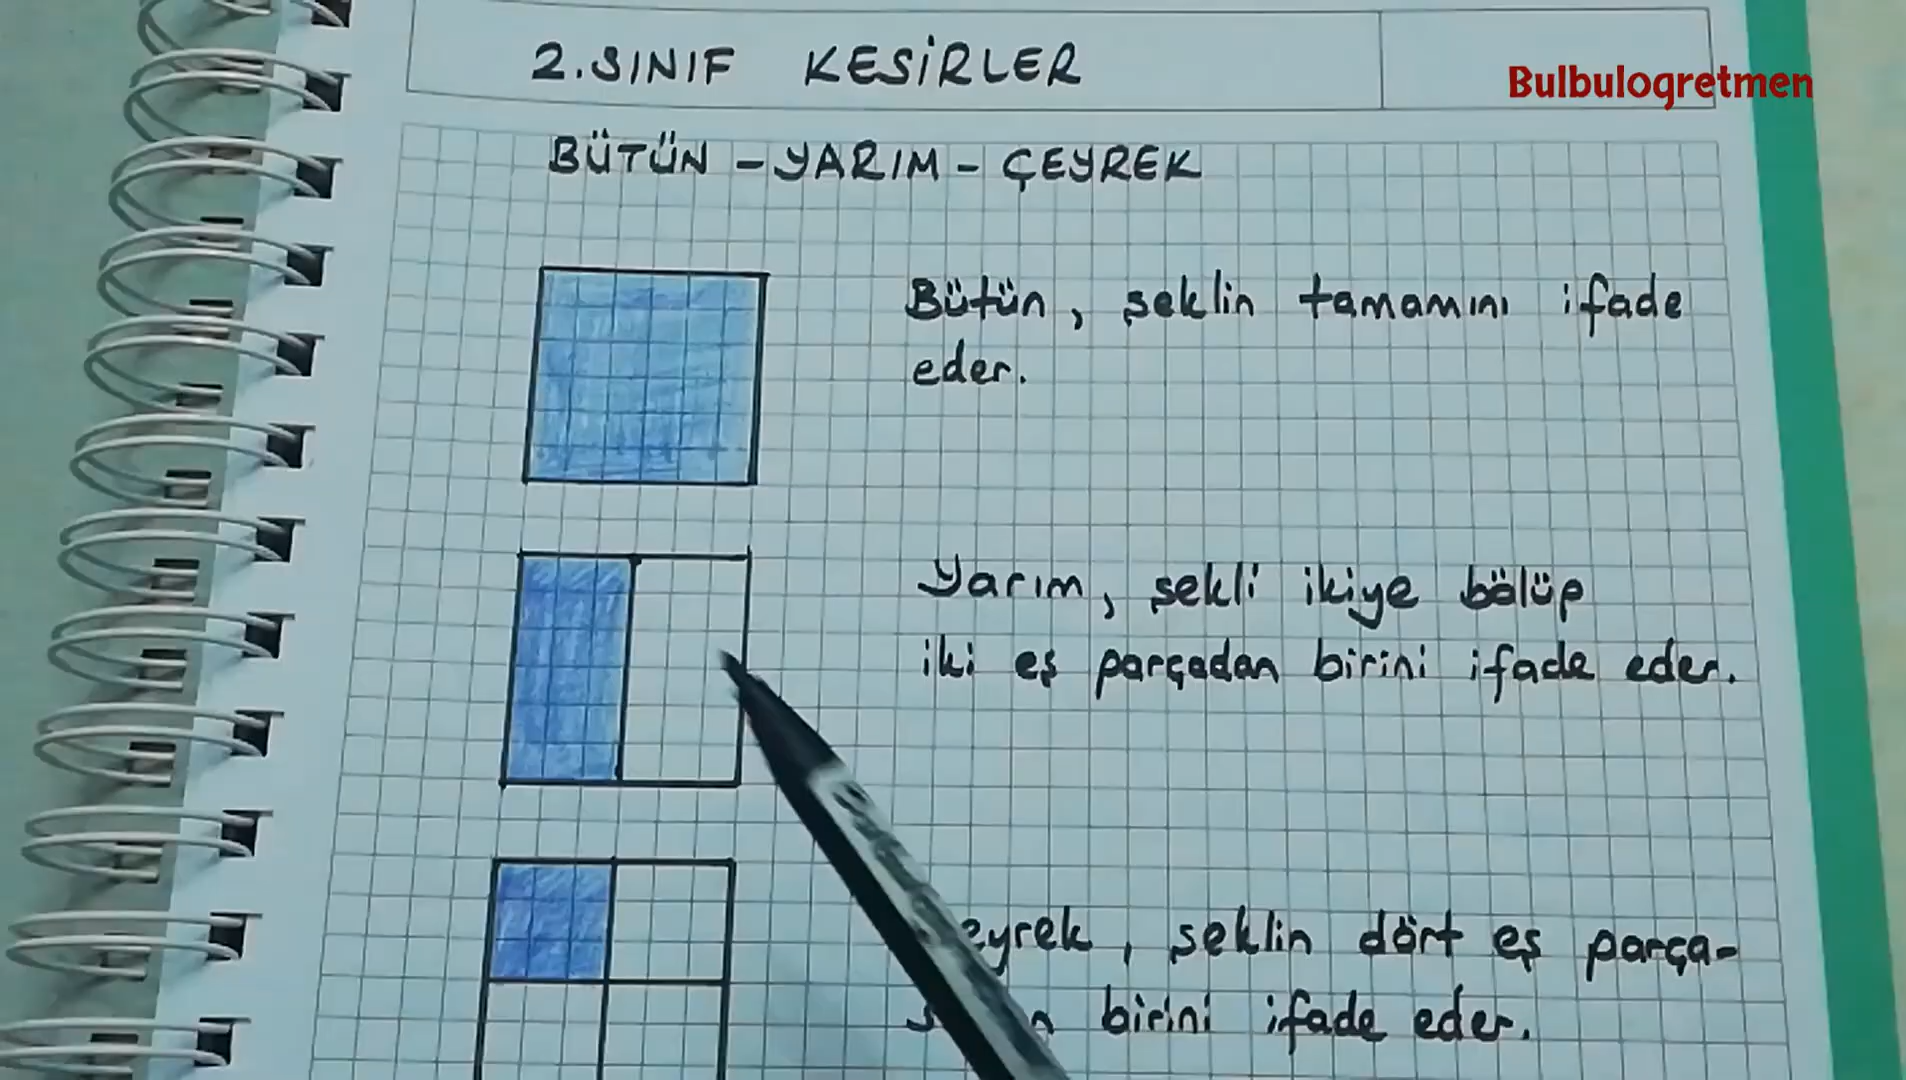 2.SINIF KESİRLER
Bulbulogretmen
BÜTÜN - YARIM - ÇEYREK
Bütün, şeklin tamamını ifade
eder.
Yarım, şekli ikiye bölüp
iki eş parçadan birini ifade eder.
, şeklin dört eş parça-
birini ifade eder.